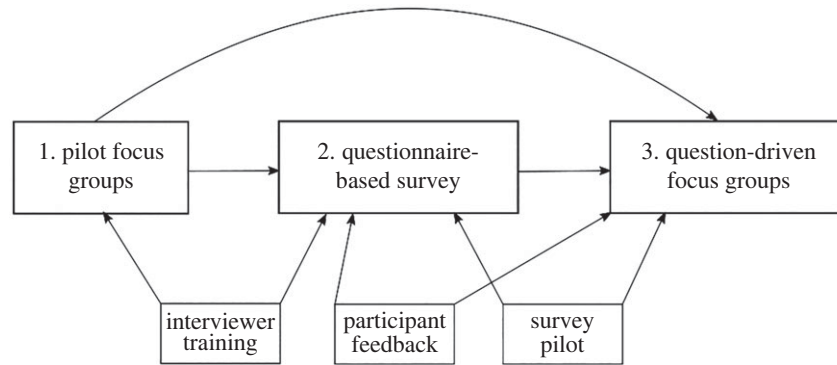 1. pilot focus
groups
2. questionnaire-
based survey
3. question-driven
focus groups
interviewer
training
participant
feedback
survey
pilot